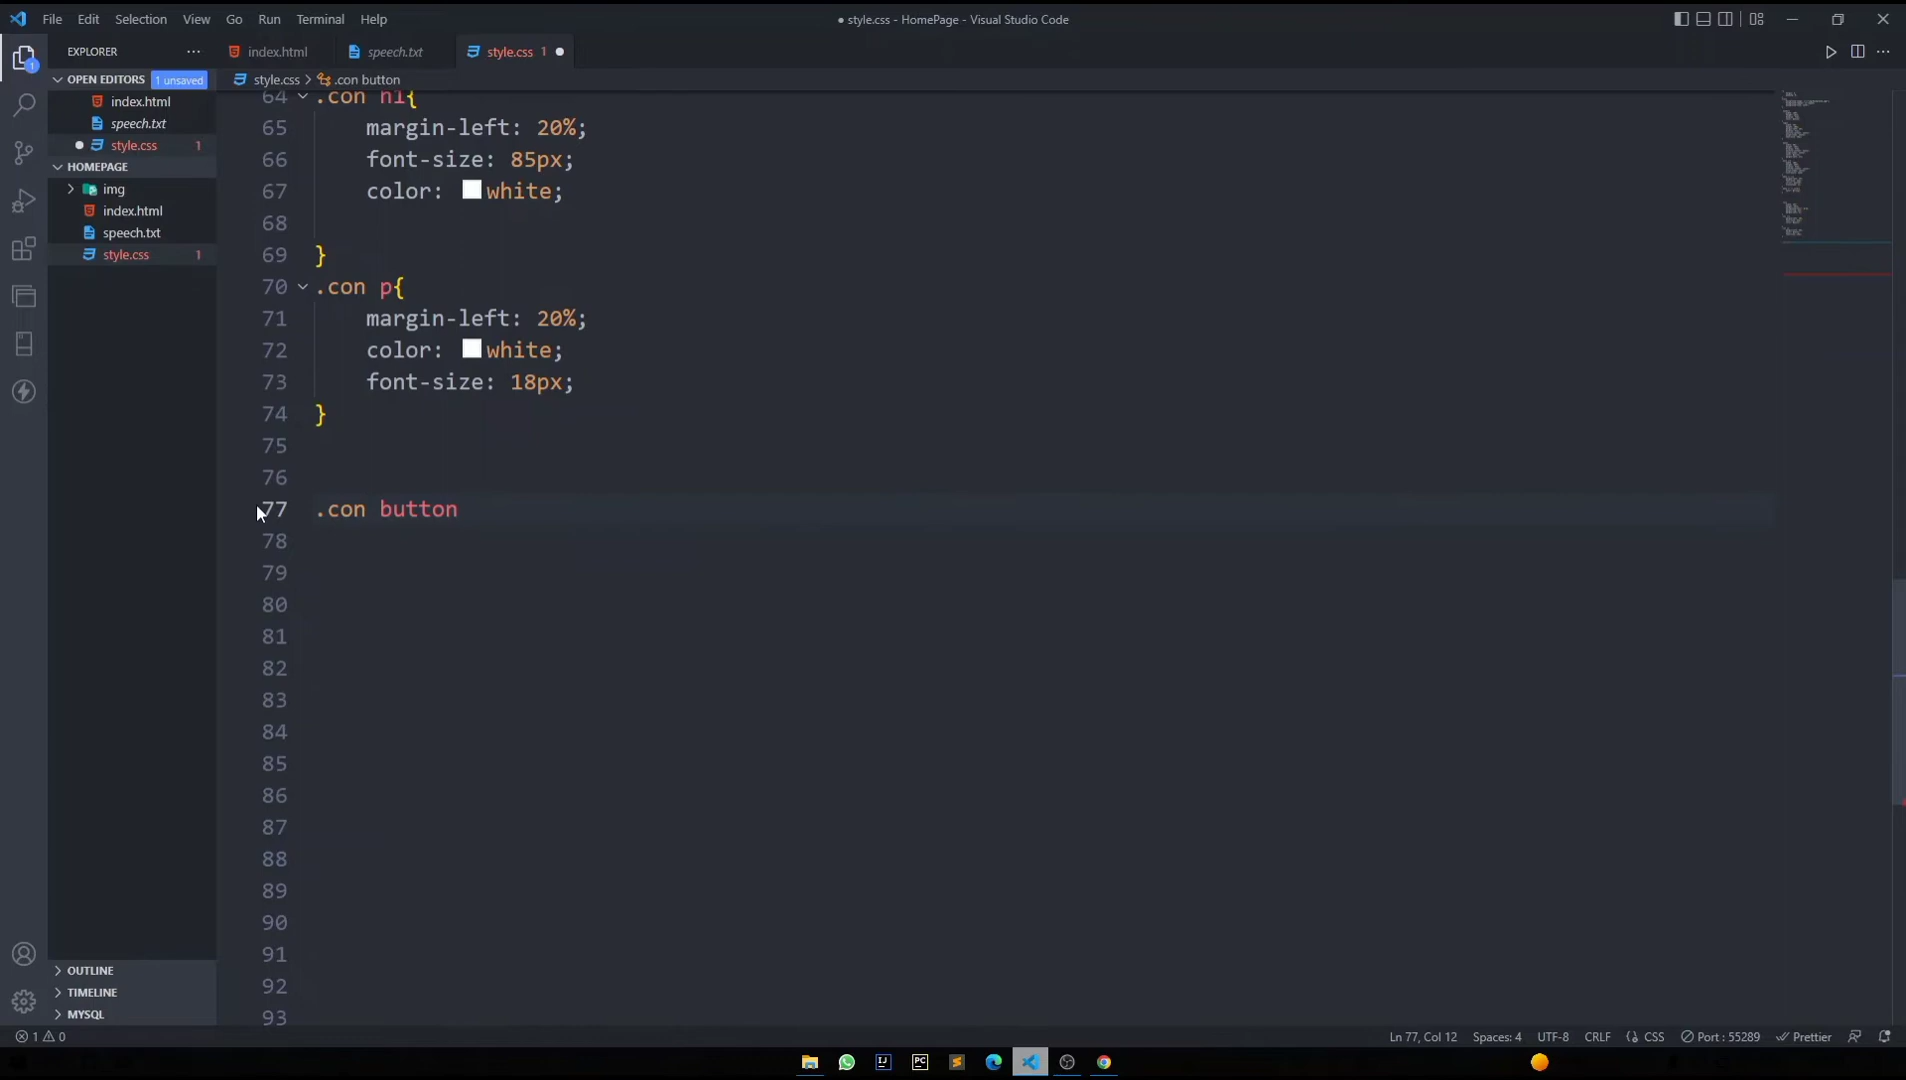 File Edit Selection View Go Run Terminal Help
● style.css - HomePage - Visual Studio Code
EXPLORER
index.html
speech.txt
style.css 1
OPEN EDITORS 1 unsaved
style.css > .con button
index.html
speech.txt
style.css 1
HOMEPAGE
img
index.html
speech.txt
style.css 1
64 .con h1{
65 margin-left: 20%;
66 font-size: 85px;
67 color: white;
68
69 }
70 .con p{
71 margin-left: 20%;
72 color: white;
73 font-size: 18px;
74 }
75
76
77 .con button
78
79
80
81
82
83
84
85
86
87
88
89
90
91
92
93
OUTLINE
TIMELINE
MYSQL
1 0
Ln 77, Col 12 Spaces: 4 UTF-8 CRLF {} CSS Port : 55289 Prettier
IJ PC